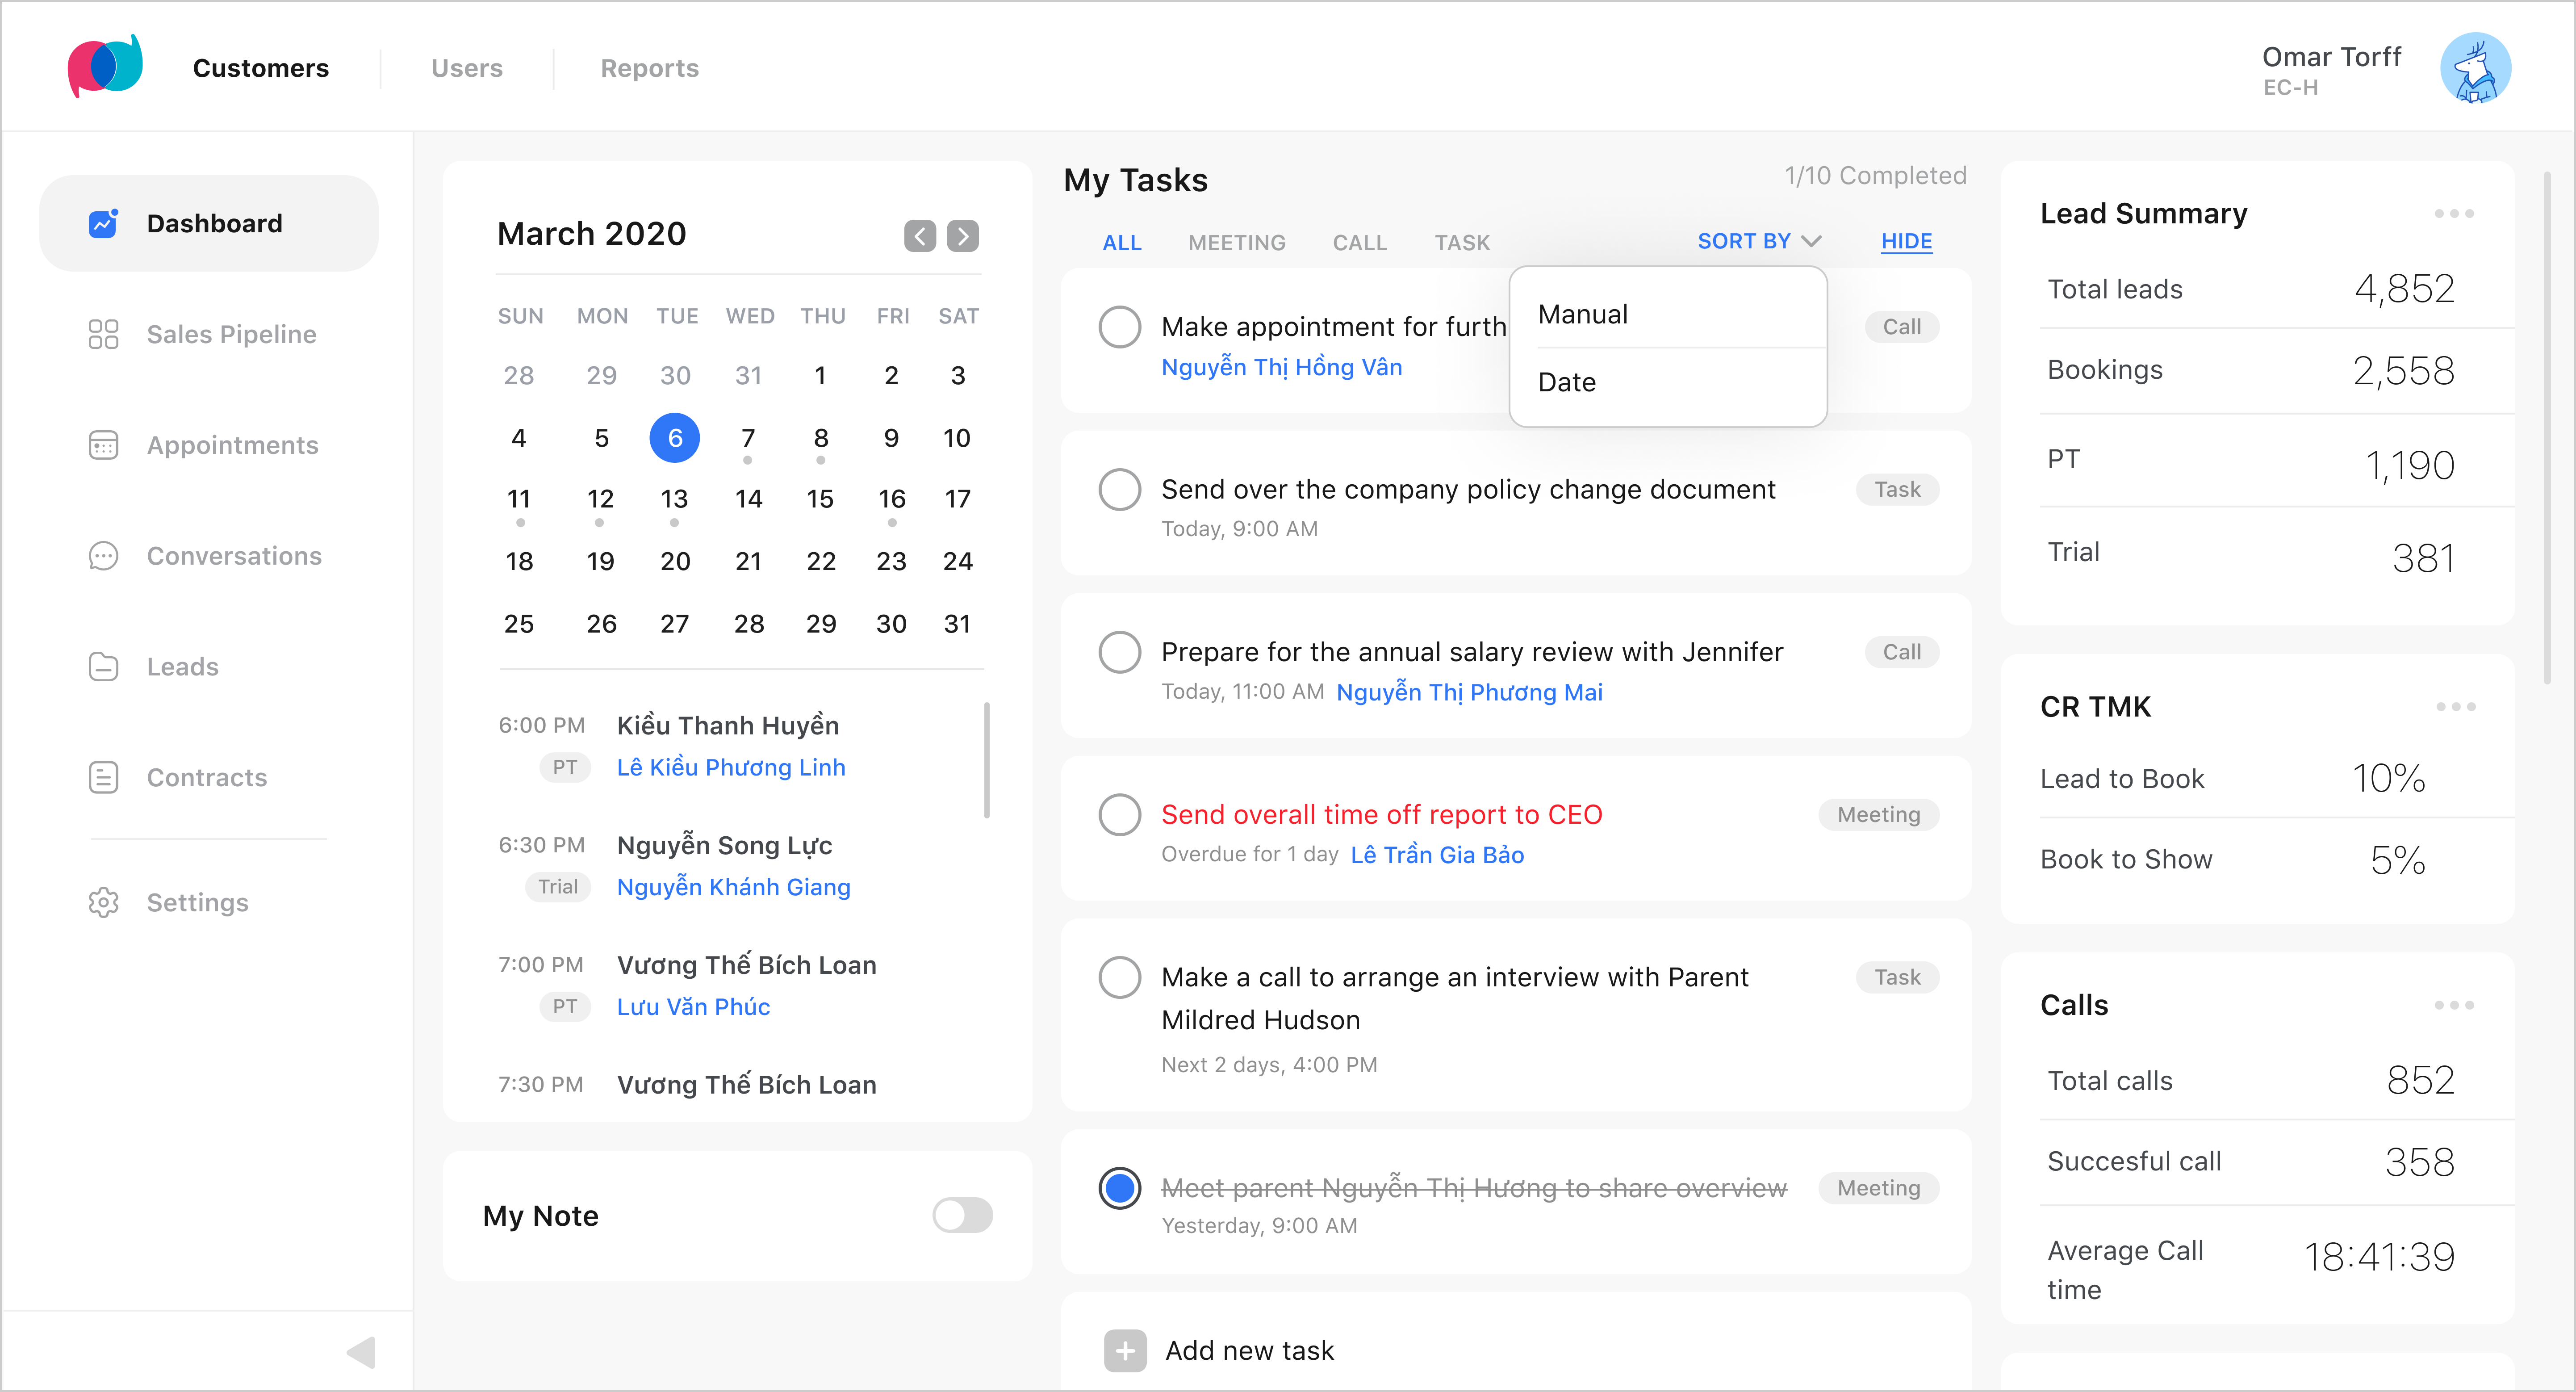 Customers
Users
Reports
Omar Torff
EC-H
Dashboard
Sales Pipeline
Appointments
Conversations
Leads
Contracts
Settings
March 2020
SUN MON TUE WED THU FRI SAT
28 29 30 31 1 2 3
4 5 6 7 8 9 10
11 12 13 14 15 16 17
18 19 20 21 22 23 24
25 26 27 28 29 30 31
6:00 PM Kiều Thanh Huyền
PT Lê Kiều Phương Linh
6:30 PM Nguyễn Song Lực
Trial Nguyễn Khánh Giang
7:00 PM Vương Thế Bích Loan
PT Lưu Văn Phúc
7:30 PM Vương Thế Bích Loan
My Note
My Tasks
1/10 Completed
ALL MEETING CALL TASK
SORT BY
HIDE
Manual
Date
Make appointment for furth
Call
Nguyễn Thị Hồng Vân
Send over the company policy change document
Task
Today, 9:00 AM
Prepare for the annual salary review with Jennifer
Call
Today, 11:00 AM Nguyễn Thị Phương Mai
Send overall time off report to CEO
Meeting
Overdue for 1 day Lê Trần Gia Bảo
Make a call to arrange an interview with Parent
Mildred Hudson
Task
Next 2 days, 4:00 PM
Meet parent Nguyễn Thị Hương to share overview
Meeting
Yesterday, 9:00 AM
Add new task
Lead Summary
Total leads 4,852
Bookings 2,558
PT 1,190
Trial 381
CR TMK
Lead to Book 10%
Book to Show 5%
Calls
Total calls 852
Succesful call 358
Average Call
time
18:41:39